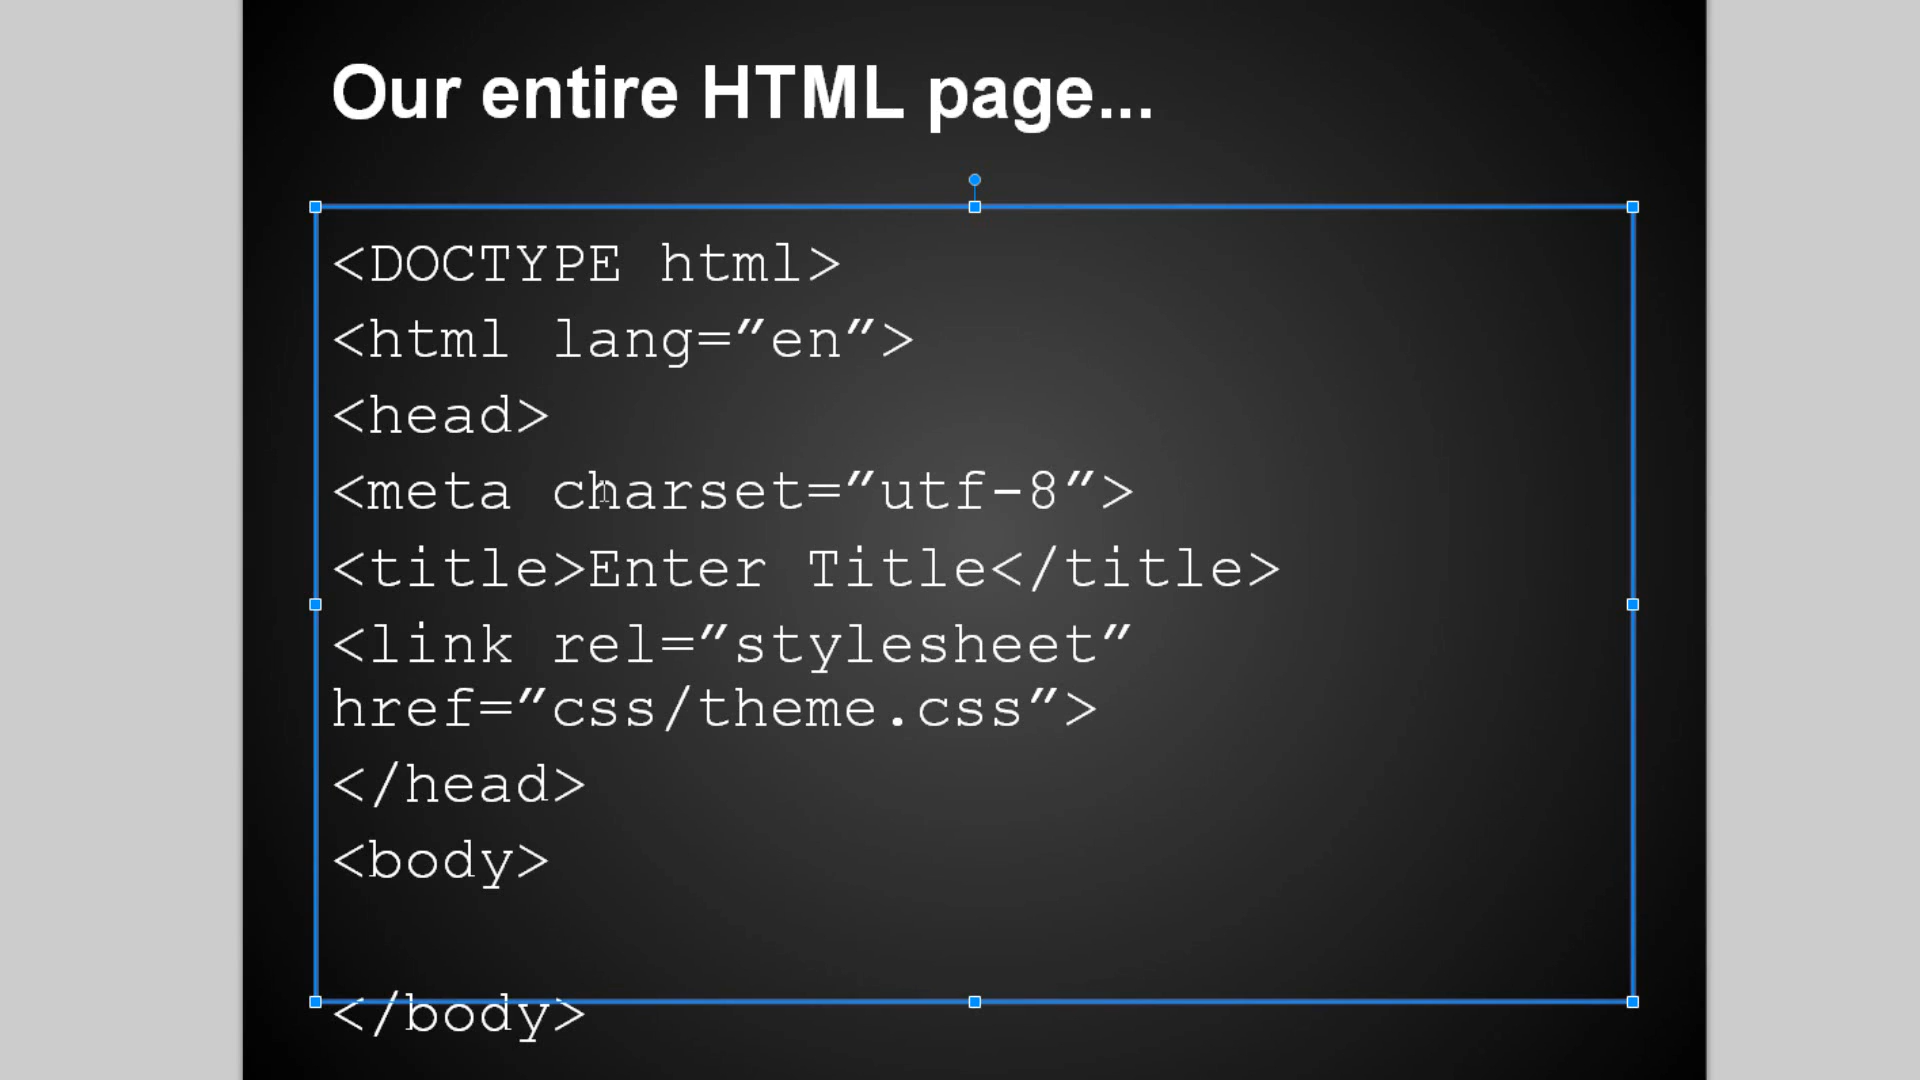 Our entire HTML page...
<DOCTYPE html>
<html lang=”en”>
<head>
<meta charset=”utf-8”>
<title>Enter Title</title>
<link rel=”stylesheet”
href=”css/theme.css”>
</head>
<body>
</body>